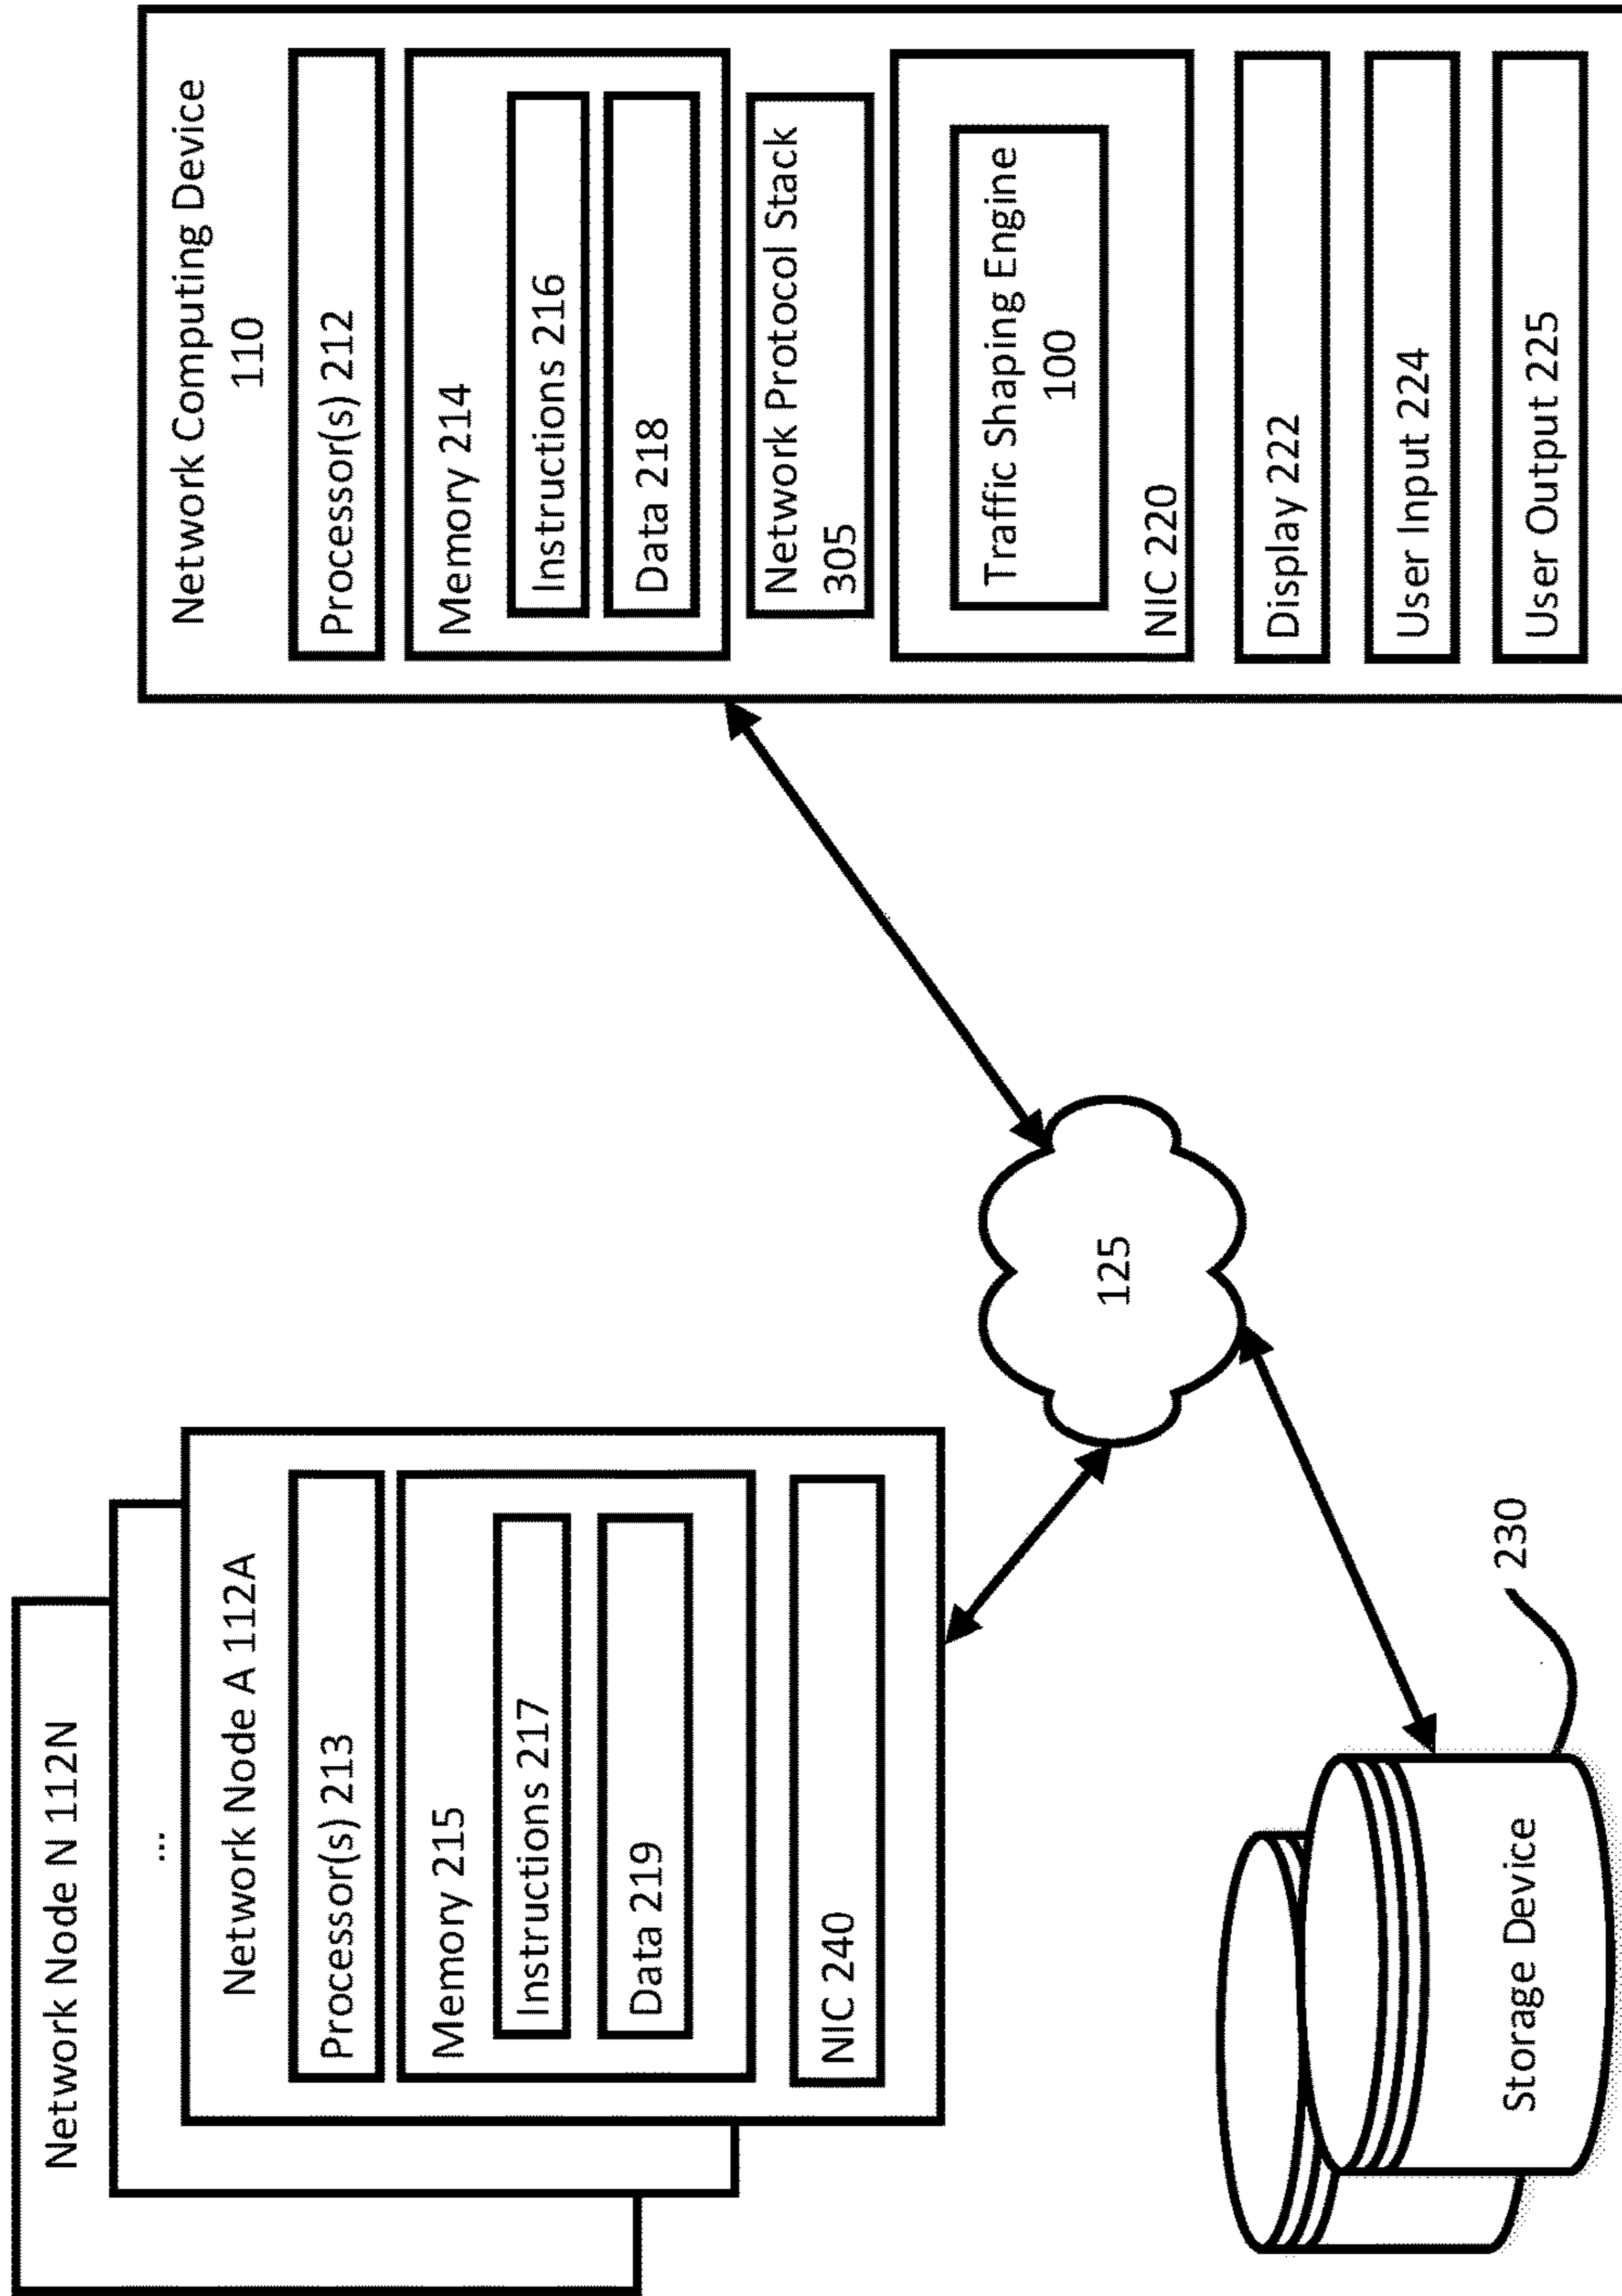 Network Node N 112N
...
Network Node A 112A
Processor(s) 213
Memory 215
Instructions 217
Data 219
NIC 240
Storage Device
230
125
Network Computing Device
110
Processor(s) 212
Memory 214
Instructions 216
Data 218
Network Protocol Stack
305
Traffic Shaping Engine
100
NIC 220
Display 222
User Input 224
User Output 225